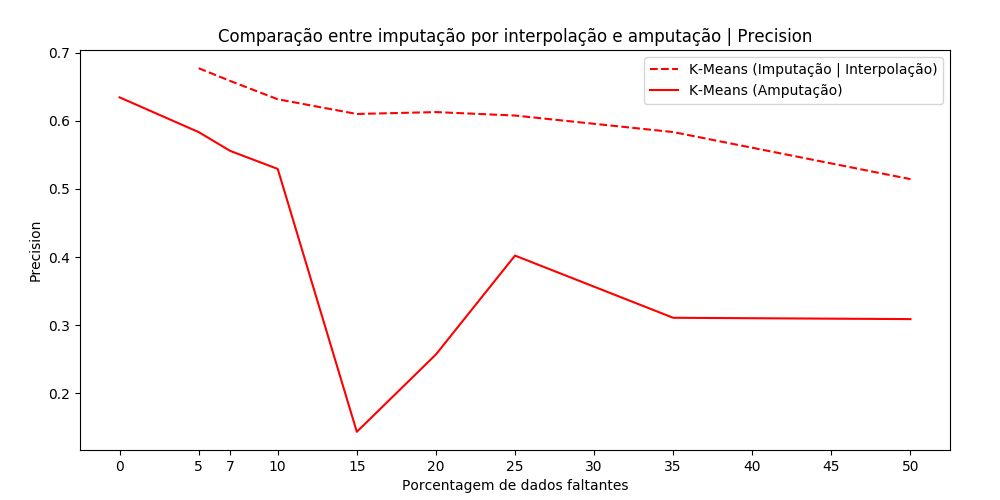 Comparação entre imputação por interpolação e amputação | Precision
K-Means (Imputação | Interpolação)
K-Means (Amputação)
Precision
0.7
0.6
0.5
0.4
0.3
0.2
0 5 7 10 15 20 25 30 35 40 45 50
Porcentagem de dados faltantes